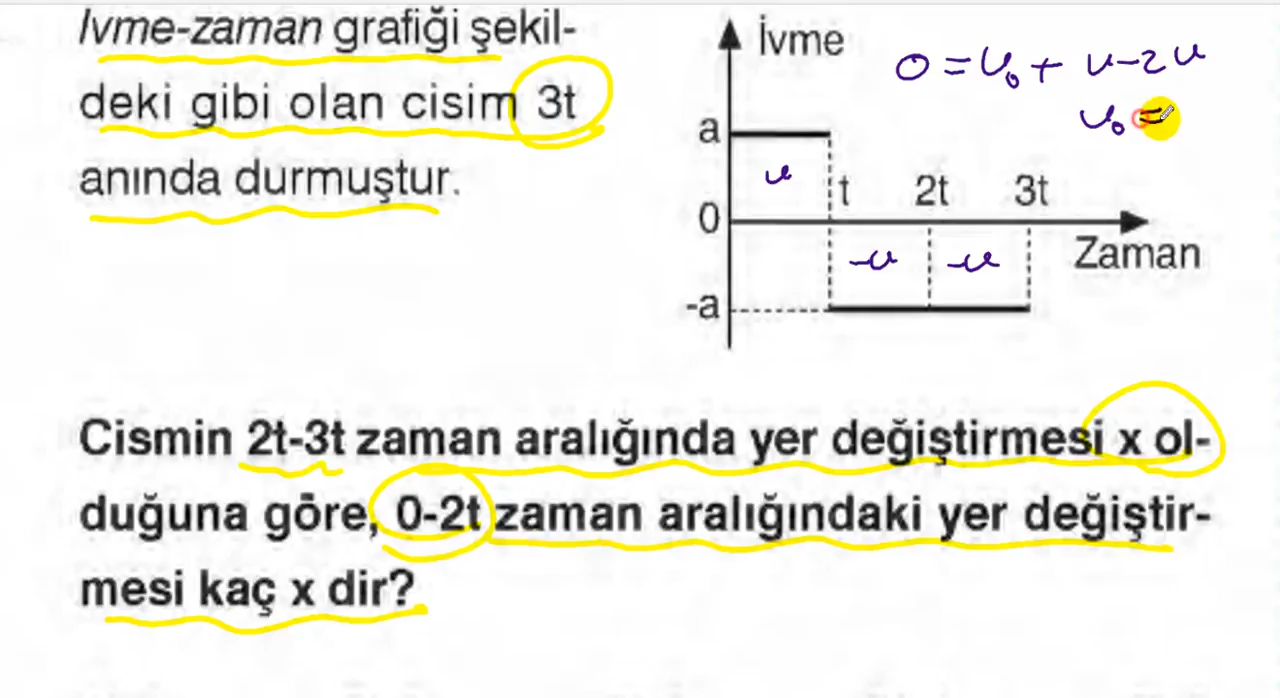 İvme-zaman grafiği şekil-
deki gibi olan cisim 3t
anında durmuştur.
İvme
0 = υ₀ + υ-2υ
υ₀ =
a
υ
t 2t 3t
0
-υ -υ
Zaman
-a
Cismin 2t-3t zaman aralığında yer değiştirmesi x ol-
duğuna göre, 0-2t zaman aralığındaki yer değiştir-
mesi kaç x dir?